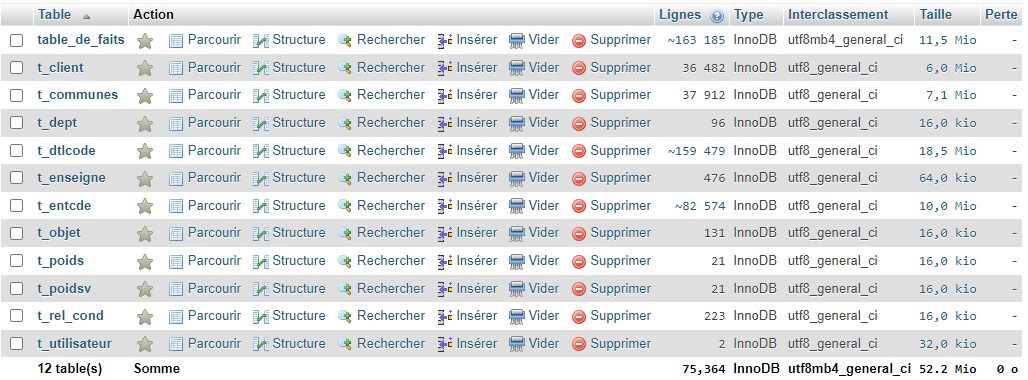 Table Action Lignes Type Interclassement Taille Perte
table_de_faits Parcourir Structure Rechercher Insérer Vider Supprimer ~163 185 InnoDB utf8mb4_general_ci 11,5 Mio -
t_client Parcourir Structure Rechercher Insérer Vider Supprimer 36 482 InnoDB utf8_general_ci 6,0 Mio -
t_communes Parcourir Structure Rechercher Insérer Vider Supprimer 37 912 InnoDB utf8_general_ci 7,1 Mio -
t_dept Parcourir Structure Rechercher Insérer Vider Supprimer 96 InnoDB utf8_general_ci 16,0 kio -
t_dtlcode Parcourir Structure Rechercher Insérer Vider Supprimer ~159 479 InnoDB utf8_general_ci 18,5 Mio -
t_enseigne Parcourir Structure Rechercher Insérer Vider Supprimer 476 InnoDB utf8_general_ci 64,0 kio -
t_entcde Parcourir Structure Rechercher Insérer Vider Supprimer ~82 574 InnoDB utf8_general_ci 10,0 Mio -
t_objet Parcourir Structure Rechercher Insérer Vider Supprimer 131 InnoDB utf8_general_ci 16,0 kio -
t_poids Parcourir Structure Rechercher Insérer Vider Supprimer 21 InnoDB utf8_general_ci 16,0 kio -
t_poidsv Parcourir Structure Rechercher Insérer Vider Supprimer 21 InnoDB utf8_general_ci 16,0 kio -
t_rel_cond Parcourir Structure Rechercher Insérer Vider Supprimer 223 InnoDB utf8_general_ci 16,0 kio -
t_utilisateur Parcourir Structure Rechercher Insérer Vider Supprimer 2 InnoDB utf8_general_ci 32,0 kio -
12 table(s) Somme 75,364 InnoDB utf8mb4_general_ci 52.2 Mio 0 o